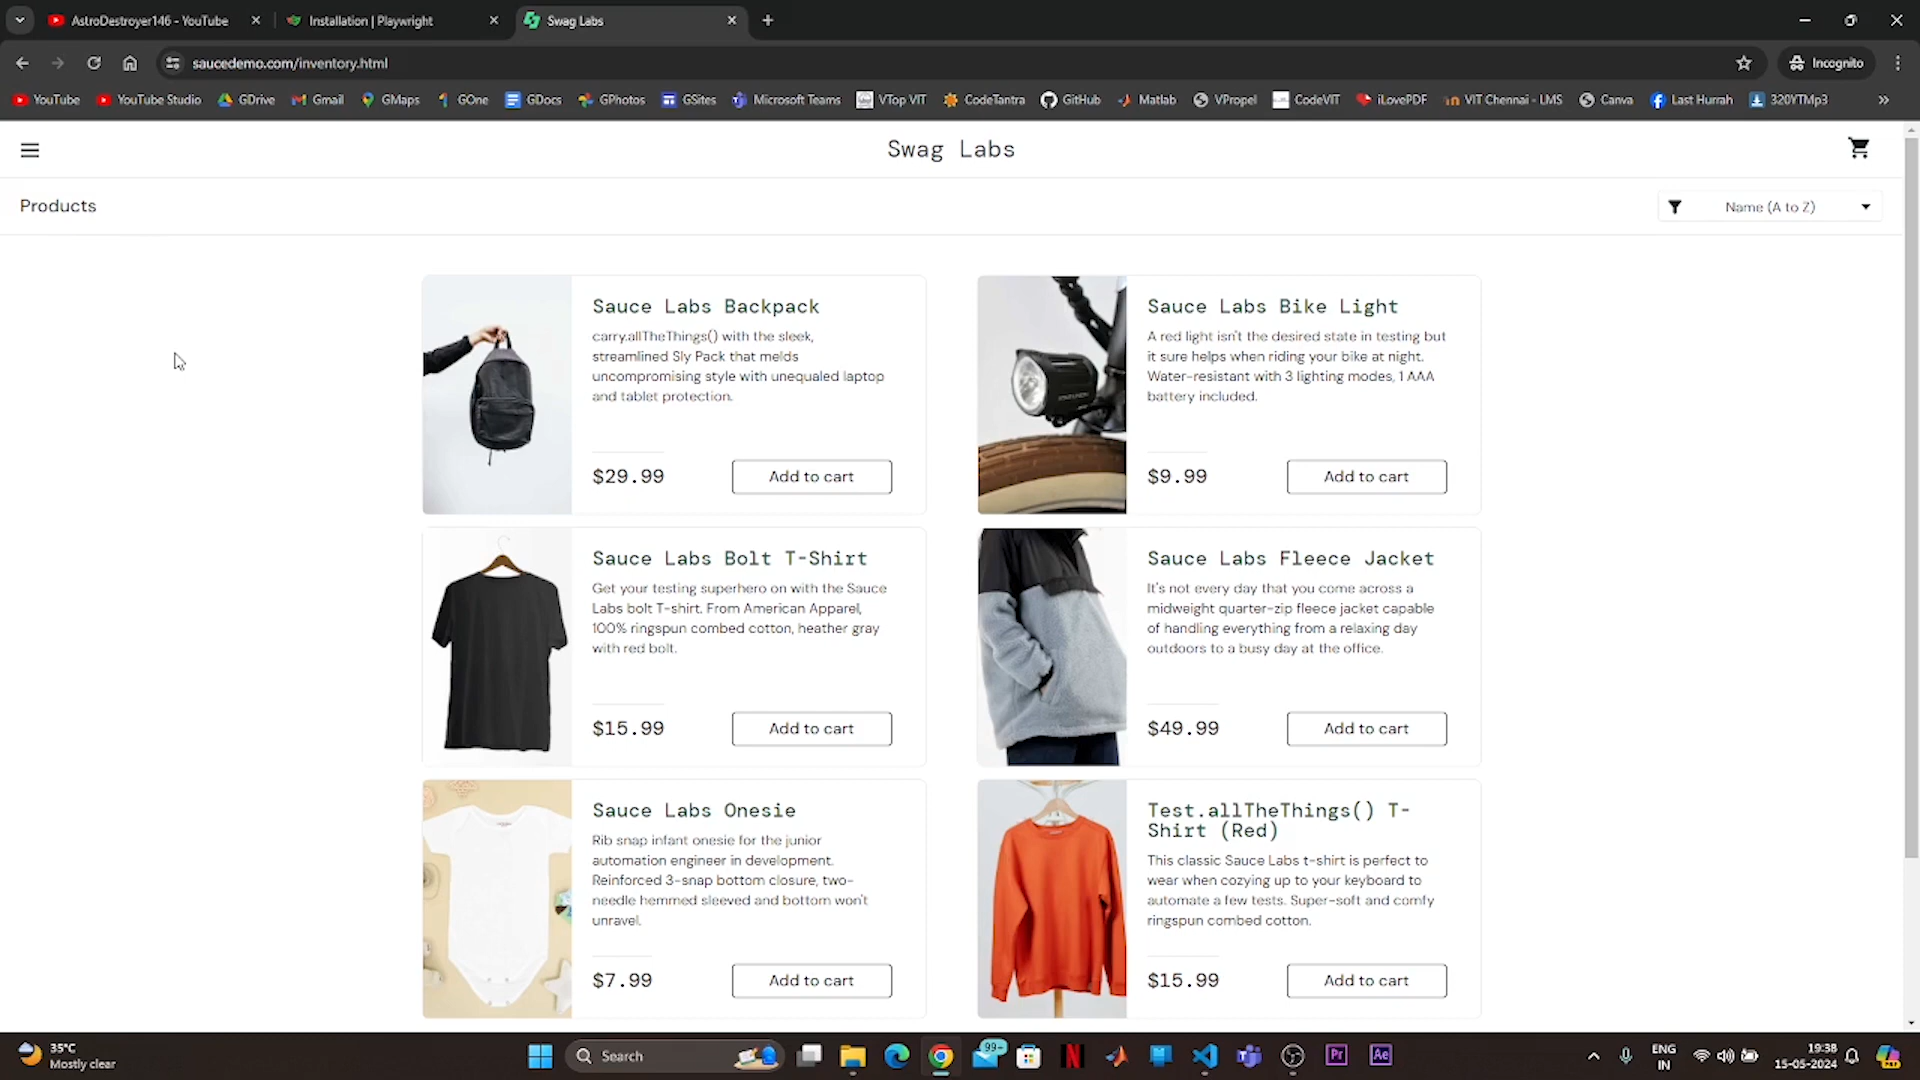 AstroDestroyer146 - YouTube
Installation | Playwright
Swag Labs
saucedemo.com/inventory.html
Incognito
YouTube
YouTube Studio
GDrive
Gmail
GMaps
GOne
GDocs
GPhotos
GSites
Microsoft Teams
VTop VIT
CodeTantra
GitHub
Matlab
VPropel
CodeVIT
iLovePDF
VIT Chennai - LMS
Canva
Last Hurrah
320YTMp3
Swag Labs
Products
Name (A to Z)
Sauce Labs Backpack
carry.allTheThings() with the sleek,
streamlined Sly Pack that melds
uncompromising style with unequaled laptop
and tablet protection.
$29.99
Add to cart
Sauce Labs Bike Light
A red light isn't the desired state in testing but
it sure helps when riding your bike at night.
Water-resistant with 3 lighting modes, 1 AAA
battery included.
$9.99
Add to cart
Sauce Labs Bolt T-Shirt
Get your testing superhero on with the Sauce
Labs bolt T-shirt. From American Apparel,
100% ringspun combed cotton, heather gray
with red bolt.
$15.99
Add to cart
Sauce Labs Fleece Jacket
It's not every day that you come across a
midweight quarter-zip fleece jacket capable
of handling everything from a relaxing day
outdoors to a busy day at the office.
$49.99
Add to cart
Sauce Labs Onesie
Rib snap infant onesie for the junior
automation engineer in development.
Reinforced 3-snap bottom closure, two-
needle hemmed sleeved and bottom won't
unravel.
$7.99
Add to cart
Test.allTheThings() T-
Shirt (Red)
This classic Sauce Labs t-shirt is perfect to
wear when cozying up to your keyboard to
automate a few tests. Super-soft and comfy
ringspun combed cotton.
$15.99
Add to cart
35°C
Mostly clear
Search
99+
N
Pr
Ae
ENG
IN
19:38
15-05-2024